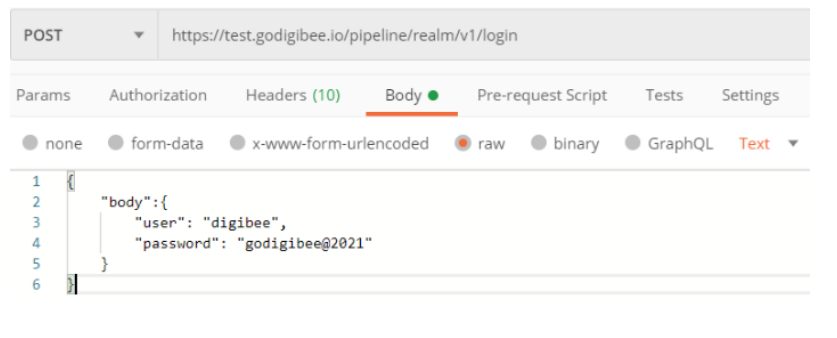 POST https://test.godigibee.io/pipeline/realm/v1/login
Params Authorization Headers (10) Body Pre-request Script Tests Settings
none form-data x-www-form-urlencoded raw binary GraphQL Text
1 {
2 "body":{
3 "user": "digibee",
4 "password": "godigibee@2021"
5 }
6 }